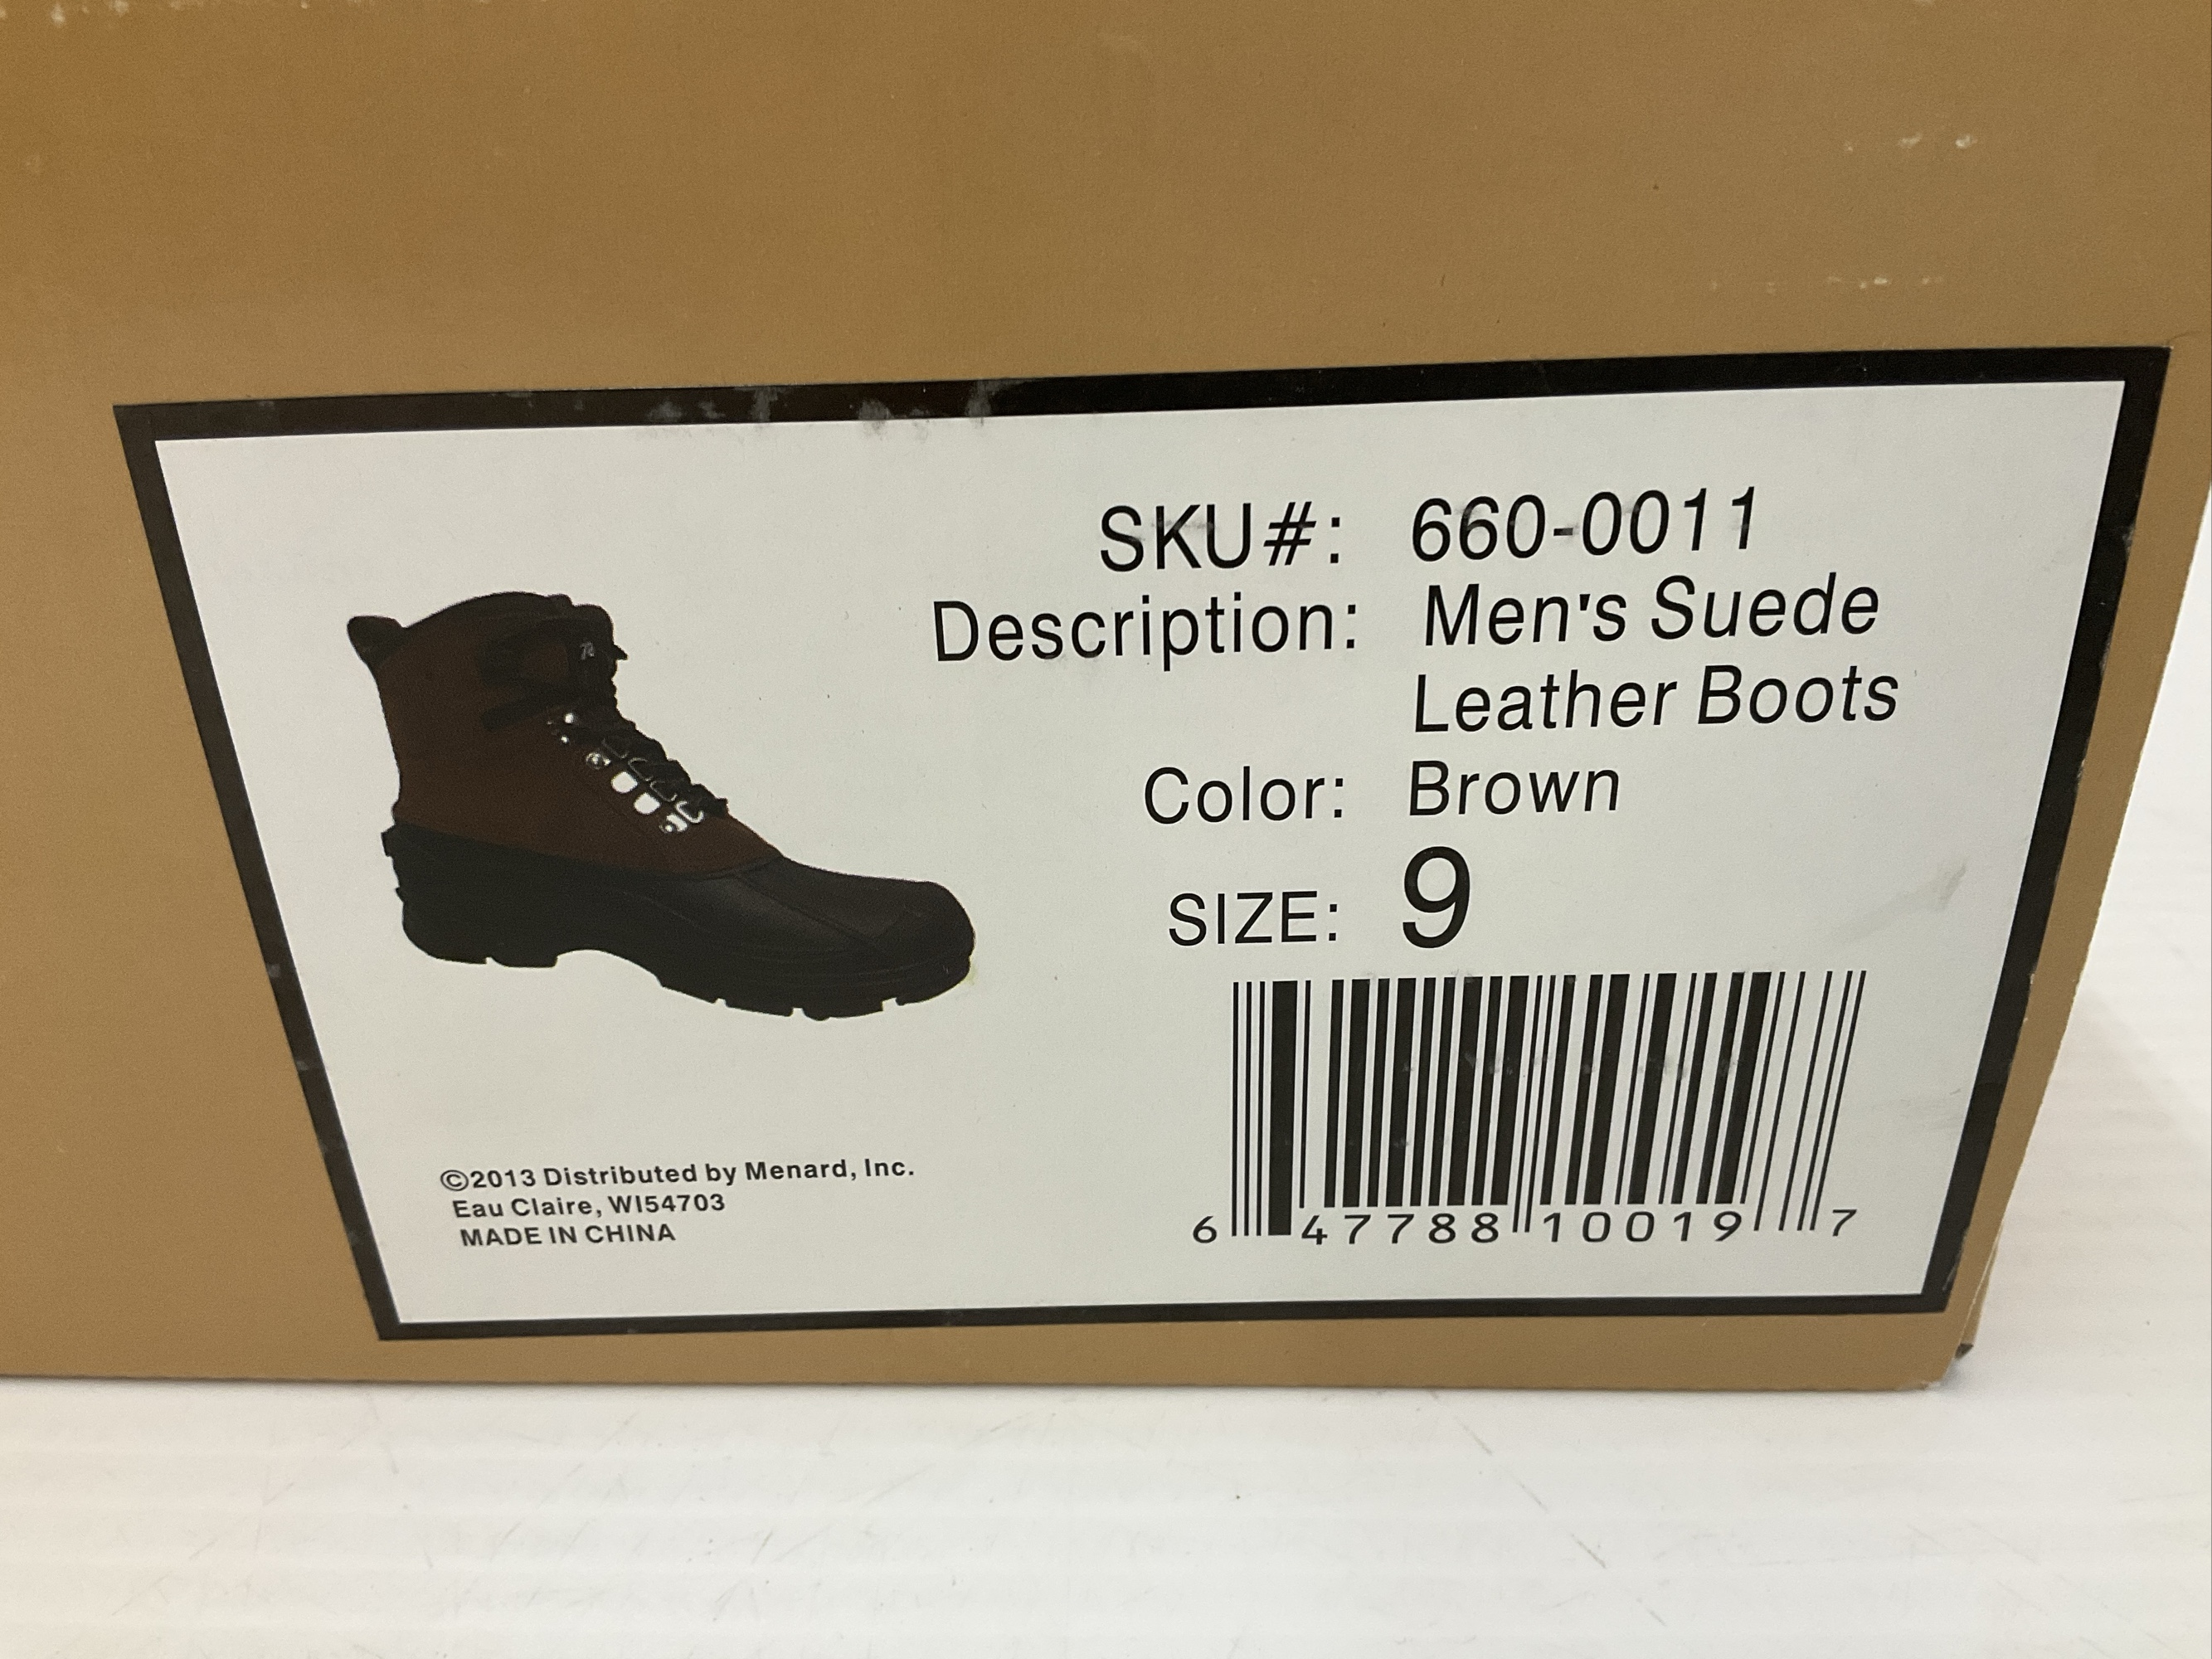 SKU#: 660-0011
Description: Men's Suede
Leather Boots
Color: Brown
SIZE: 9
©2013 Distributed by Menard, Inc.
Eau Claire, WI54703
MADE IN CHINA
6 47788 10019 7